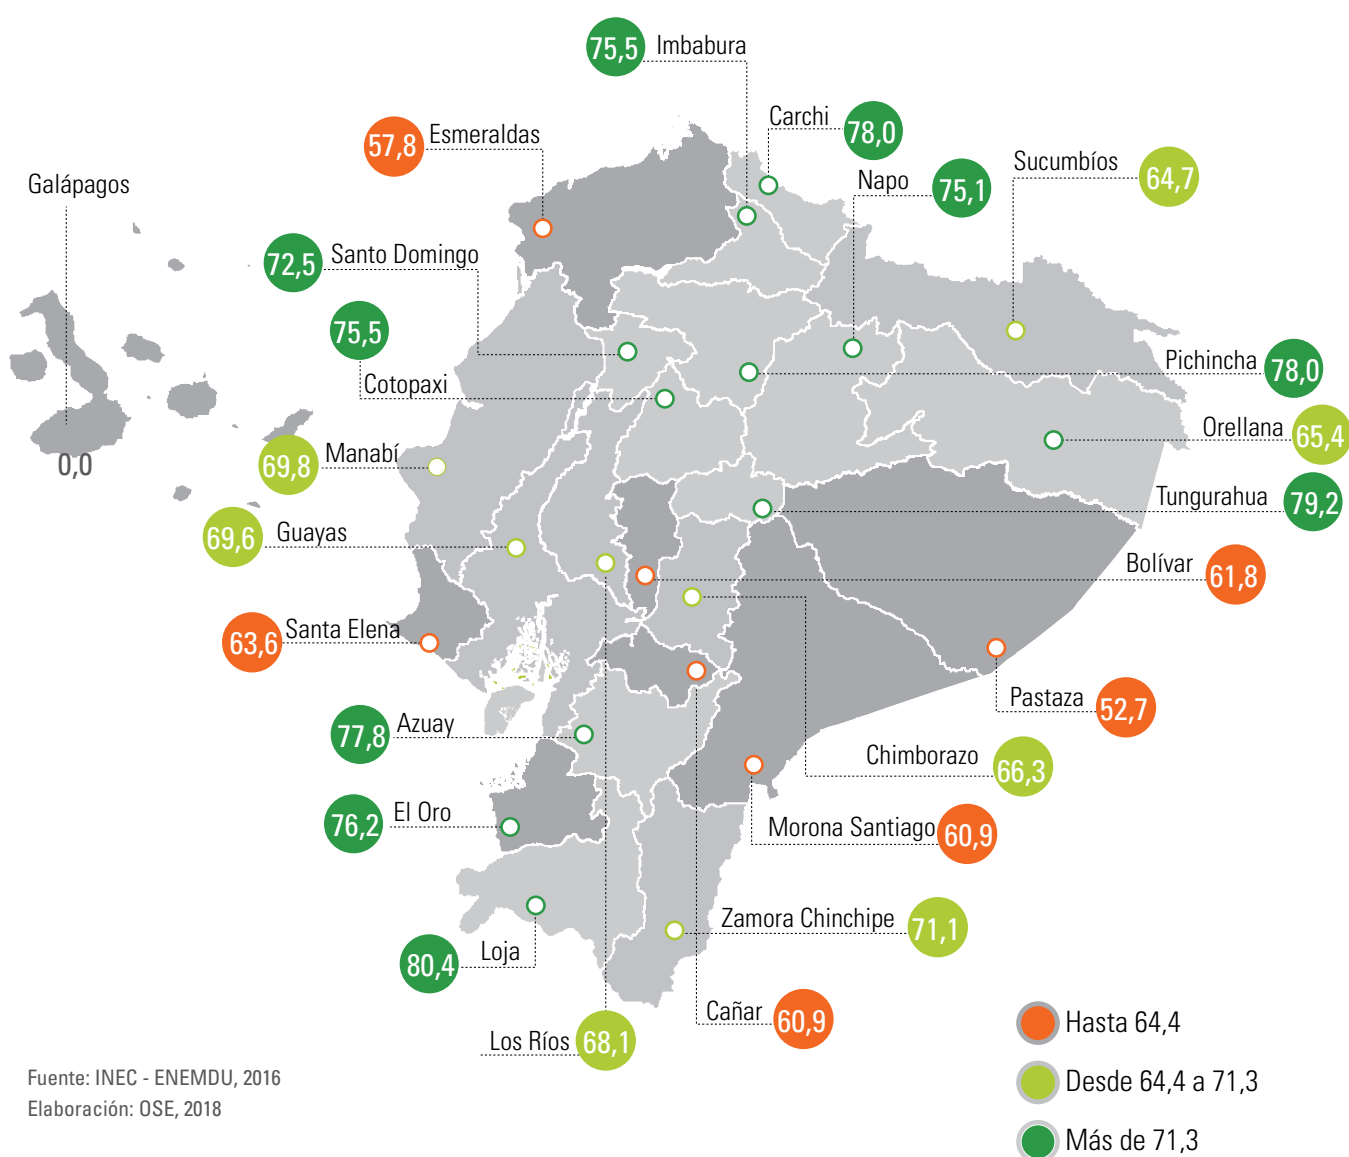 75,5 Imbabura
Carchi 78,0
57,8 Esmeraldas
Sucumbíos 64,7
Napo 75,1
Galápagos
72,5 Santo Domingo
75,5
Cotopaxi
Pichincha 78,0
Orellana 65,4
69,8 Manabí
0,0
Tungurahua 79,2
69,6 Guayas
Bolívar 61,8
63,6 Santa Elena
Pastaza 52,7
77,8 Azuay
Chimborazo 66,3
76,2 El Oro
Morona Santiago 60,9
Zamora Chinchipe 71,1
80,4 Loja
Cañar 60,9
Los Ríos 68,1
Hasta 64,4
Desde 64,4 a 71,3
Más de 71,3
Fuente: INEC - ENEMDU, 2016
Elaboración: OSE, 2018